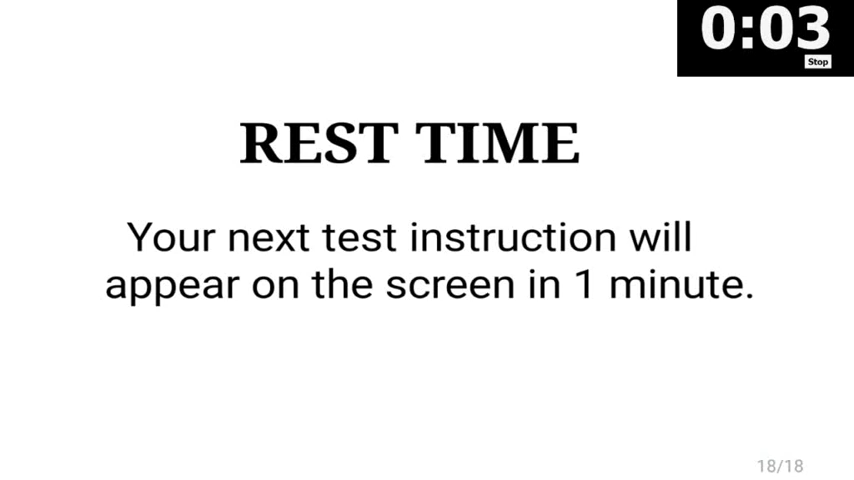 0:03
Stop
REST TIME
Your next test instruction will
appear on the screen in 1 minute.
18/18